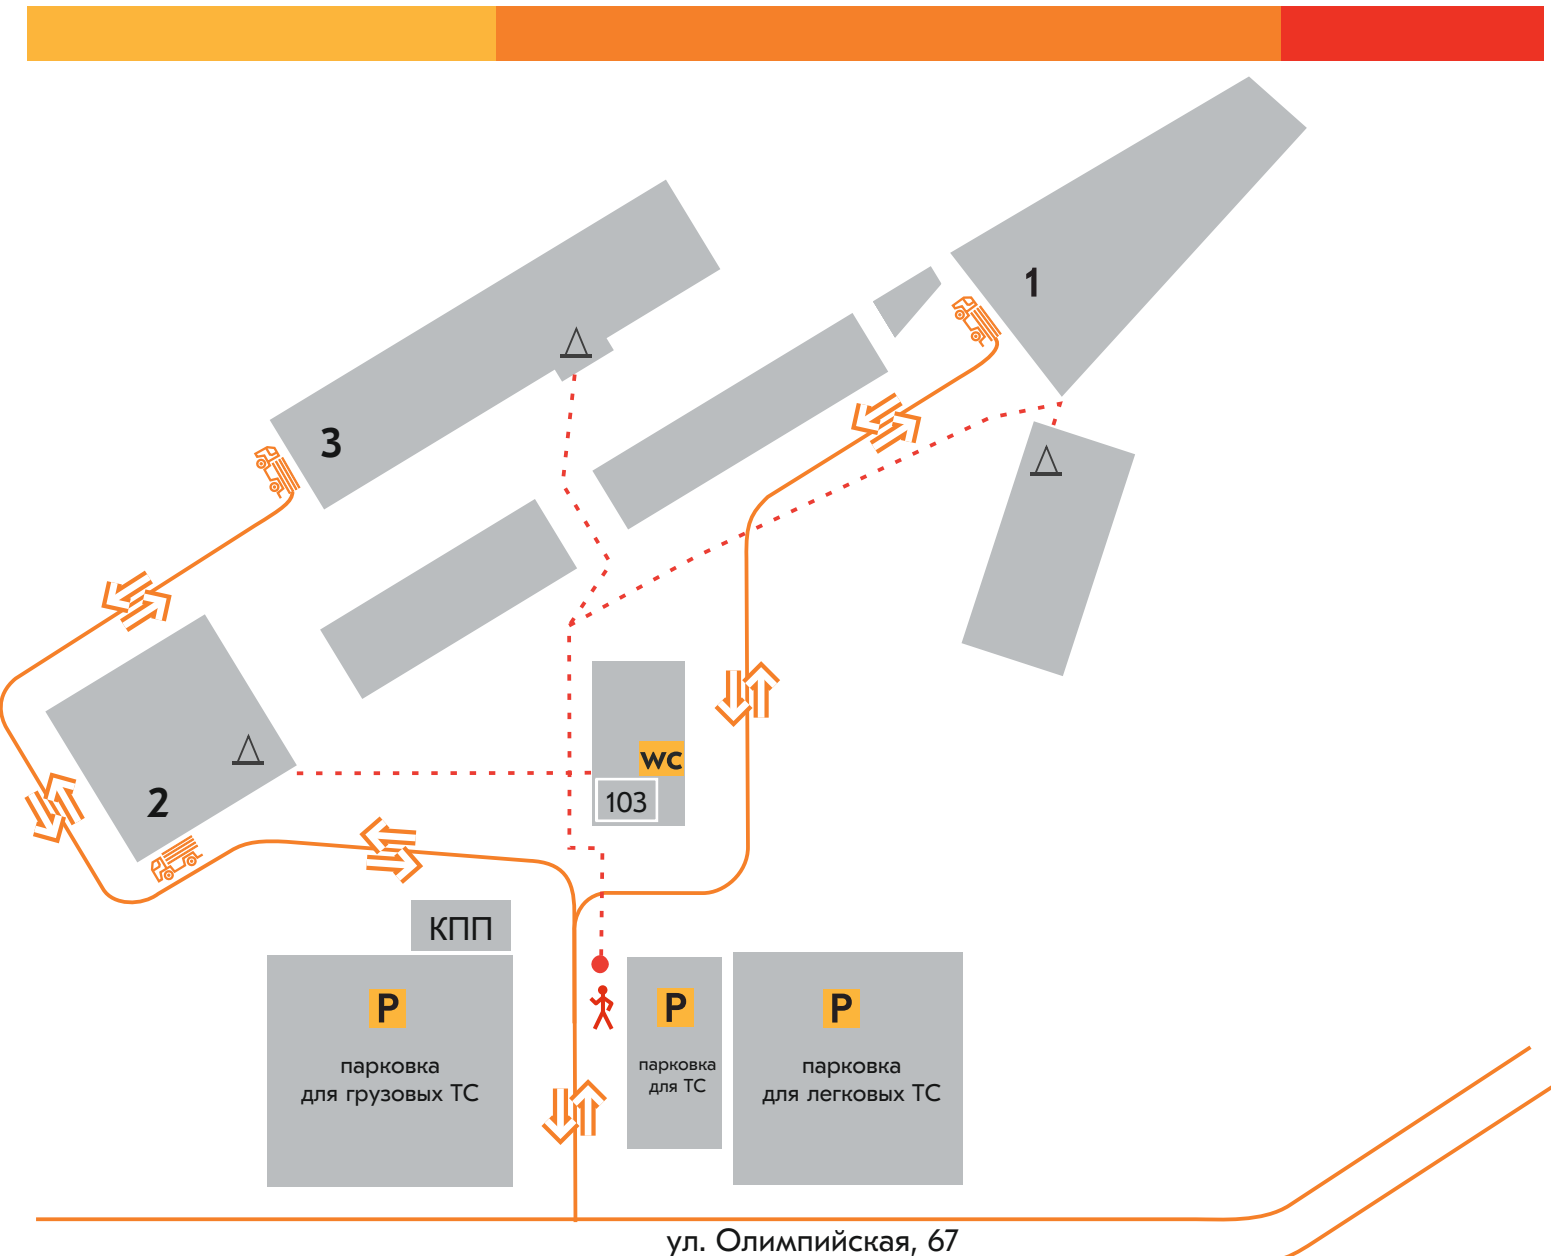 1
3
2
WC
103
КПП
P
парковка
для грузовых ТС
P
парковка
для ТС
P
парковка
для легковых ТС
ул. Олимпийская, 67